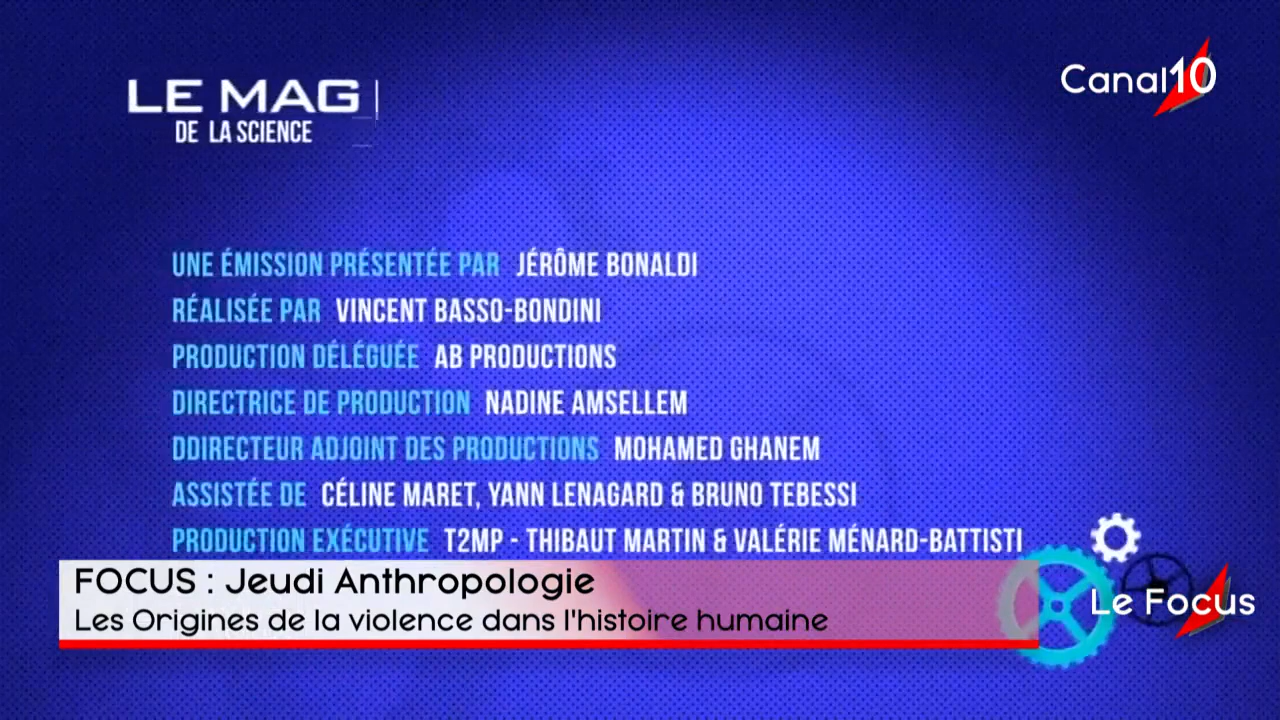 LE MAG
DE LA SCIENCE
Canal10
UNE ÉMISSION PRÉSENTÉE PAR JÉRÔME BONALDI
RÉALISÉE PAR VINCENT BASSO-BONDINI
PRODUCTION DÉLÉGUÉE AB PRODUCTIONS
DIRECTRICE DE PRODUCTION NADINE AMSELLEM
DDIRECTEUR ADJOINT DES PRODUCTIONS MOHAMED GHANEM
ASSISTÉE DE CÉLINE MARET, YANN LENAGARD & BRUNO TEBESSI
PRODUCTION EXÉCUTIVE T2MP - THIBAUT MARTIN & VALÉRIE MÉNARD-BATTISTI
FOCUS : Jeudi Anthropologie
Les Origines de la violence dans l'histoire humaine
Le Focus